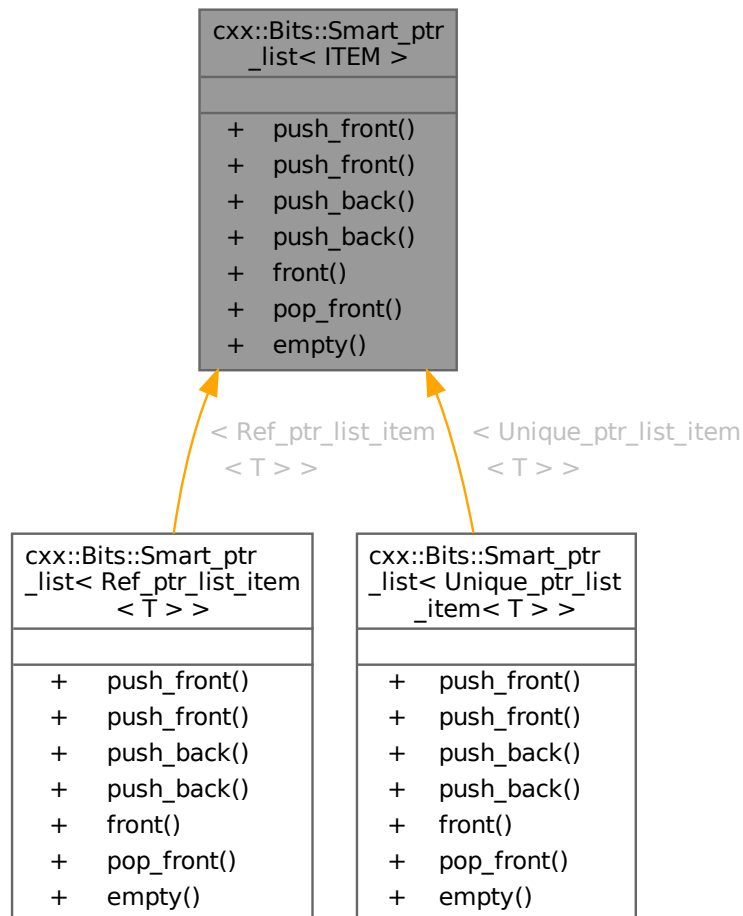 cxx::Bits::Smart_ptr
_list< ITEM >
+ push_front()
+ push_front()
+ push_back()
+ push_back()
+ front()
+ pop_front()
+ empty()
< Ref_ptr_list_item
< T > >
< Unique_ptr_list_item
< T > >
cxx::Bits::Smart_ptr
_list< Ref_ptr_list_item
< T > >
+ push_front()
+ push_front()
+ push_back()
+ push_back()
+ front()
+ pop_front()
+ empty()
cxx::Bits::Smart_ptr
_list< Unique_ptr_list
_item< T > >
+ push_front()
+ push_front()
+ push_back()
+ push_back()
+ front()
+ pop_front()
+ empty()